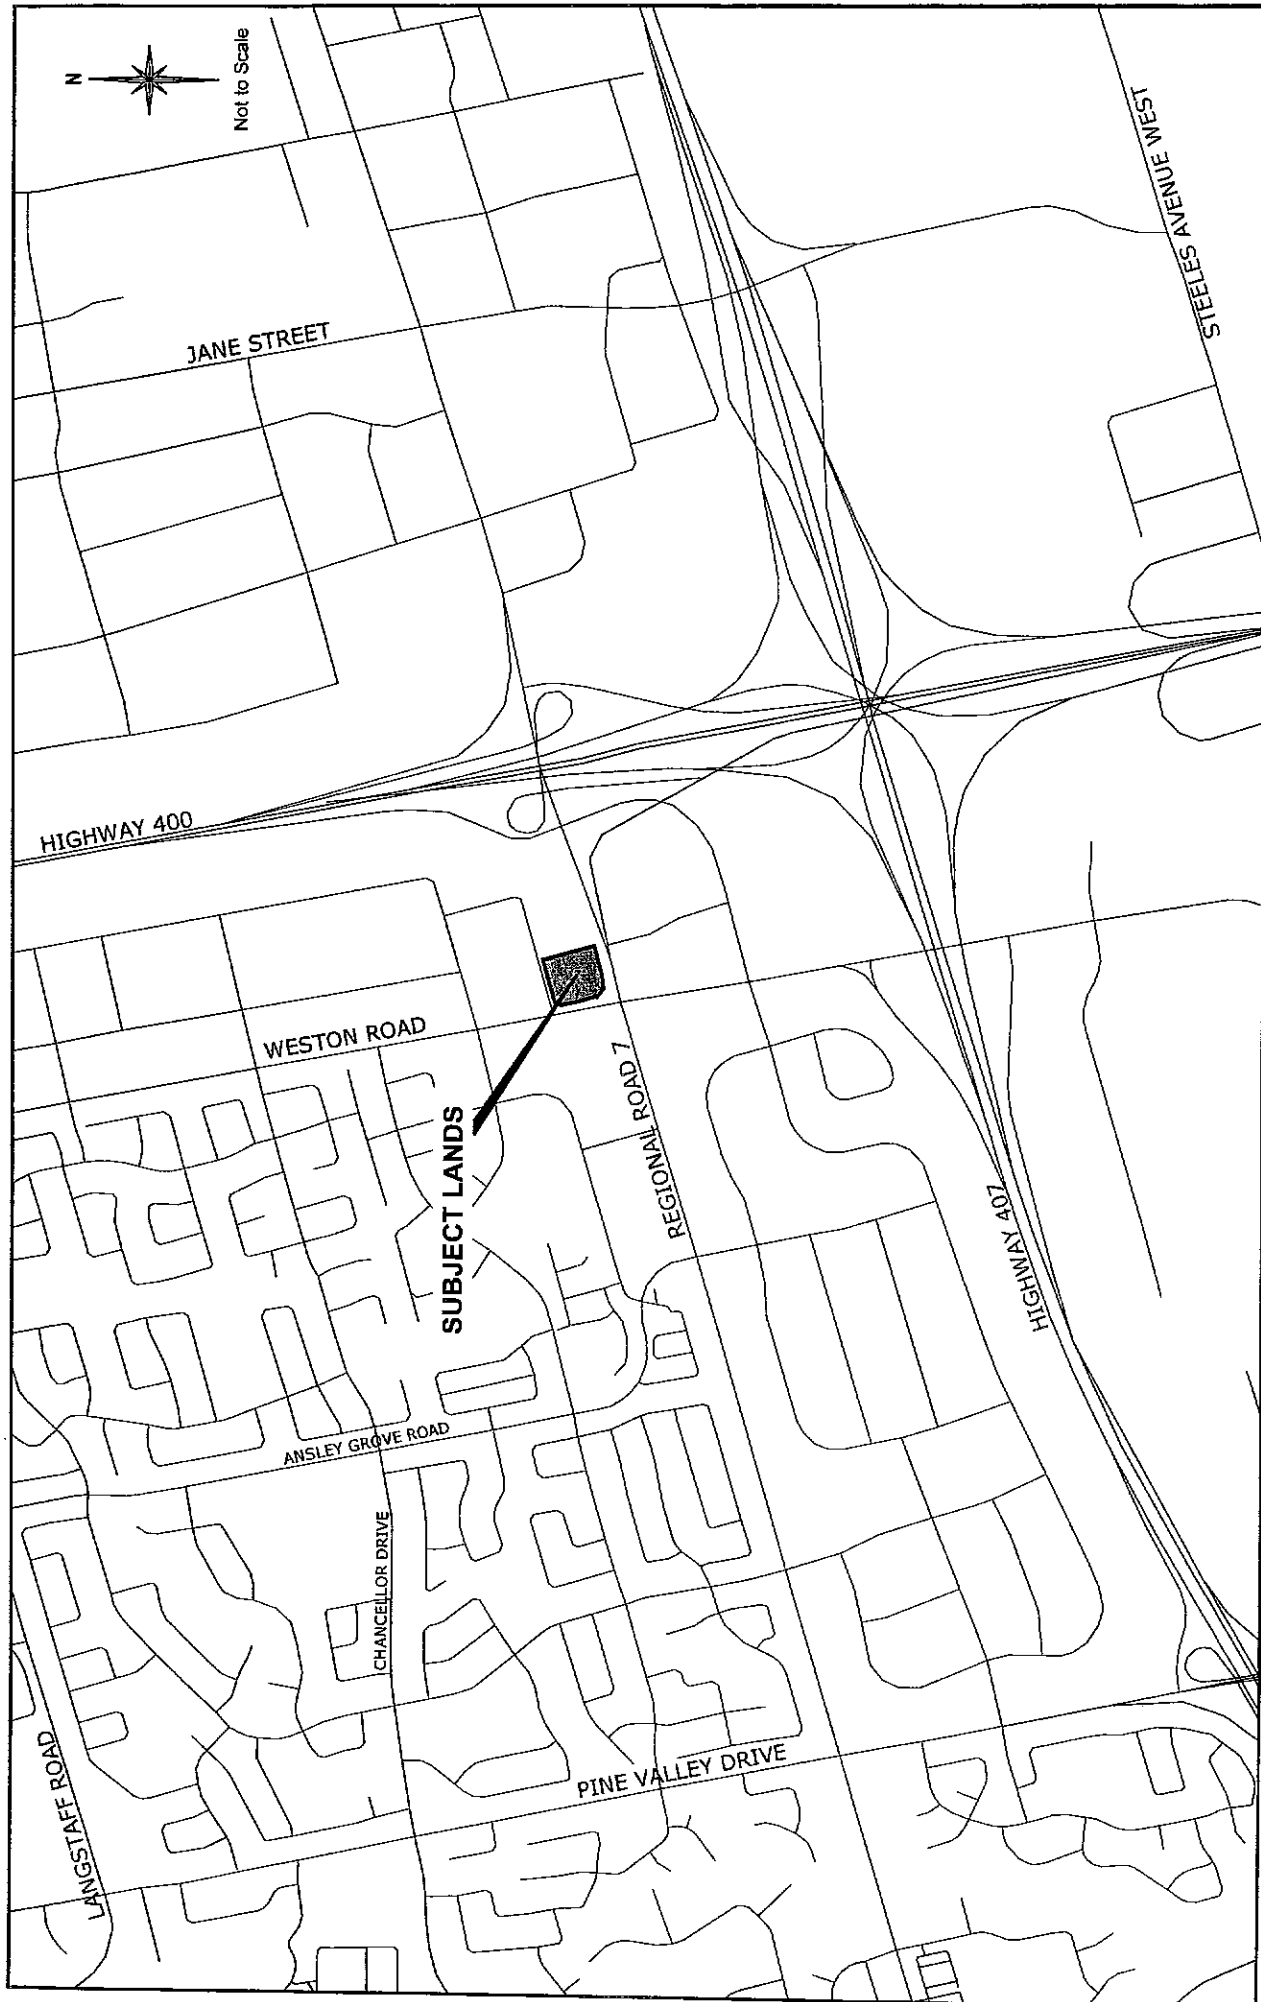 N
Not to Scale
LANGSTAFF ROAD
CHANCELLOR DRIVE
ANSLEY GROVE ROAD
PINE VALLEY DRIVE
WESTON ROAD
HIGHWAY 400
JANE STREET
SUBJECT LANDS
REGIONAL ROAD 7
HIGHWAY 407
STEELES AVENUE WEST